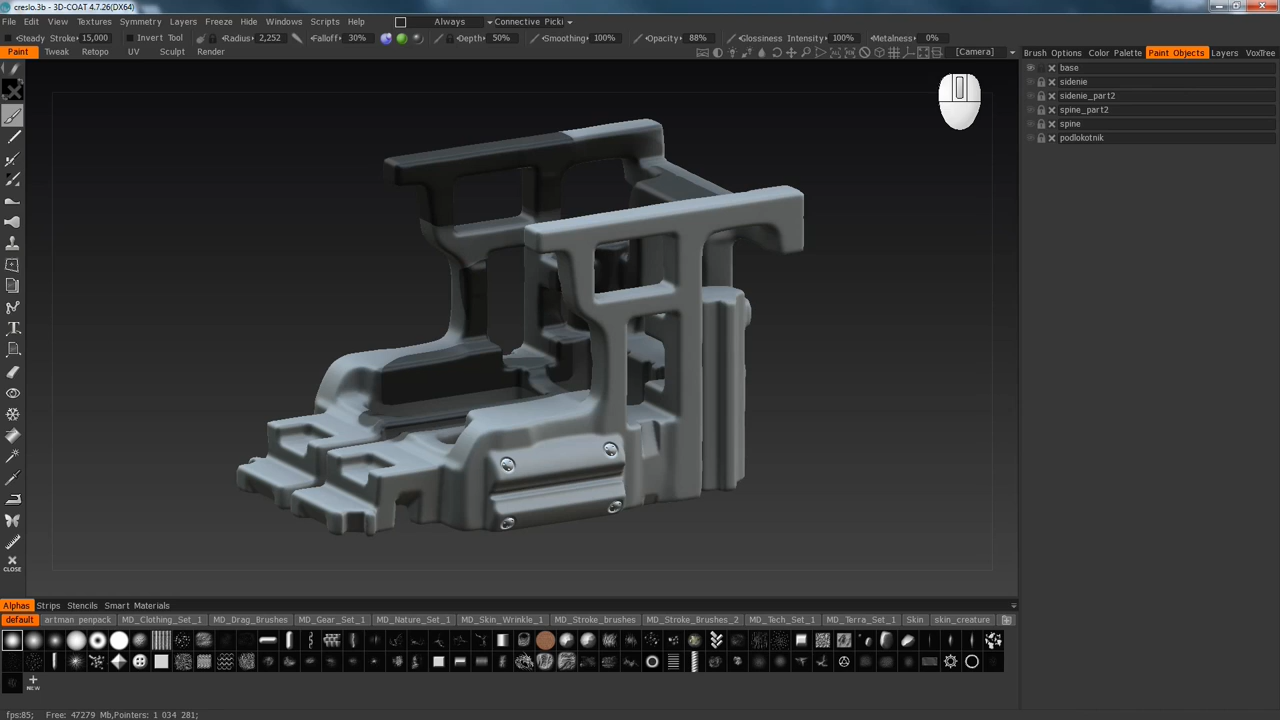 creslo.3b - 3D-COAT 4.7.26(DX64)
File Edit View Textures Symmetry Layers Freeze Hide Windows Scripts Help Always Connective Picki
Steady Stroke 15,000 Invert Tool Radius 2,252 Falloff 30% Depth 50% Smoothing 100% Opacity 88% Glossiness Intensity 100% Metalness 0%
Paint Tweak Retopo UV Sculpt Render [Camera] Brush Options Color Palette Paint Objects Layers VoxTree
base
sidenie
sidenie_part2
spine_part2
spine
podlokotnik
CLOSE
Alphas Strips Stencils Smart Materials
default artman penpack MD_Clothing_Set_1 MD_Drag_Brushes MD_Gear_Set_1 MD_Nature_Set_1 MD_Skin_Wrinkle_1 MD_Stroke_brushes MD_Stroke_Brushes_2 MD_Tech_Set_1 MD_Terra_Set_1 Skin skin_creature
NEW
fps:85; Free: 47279 Mb,Pointers: 1 034 281;